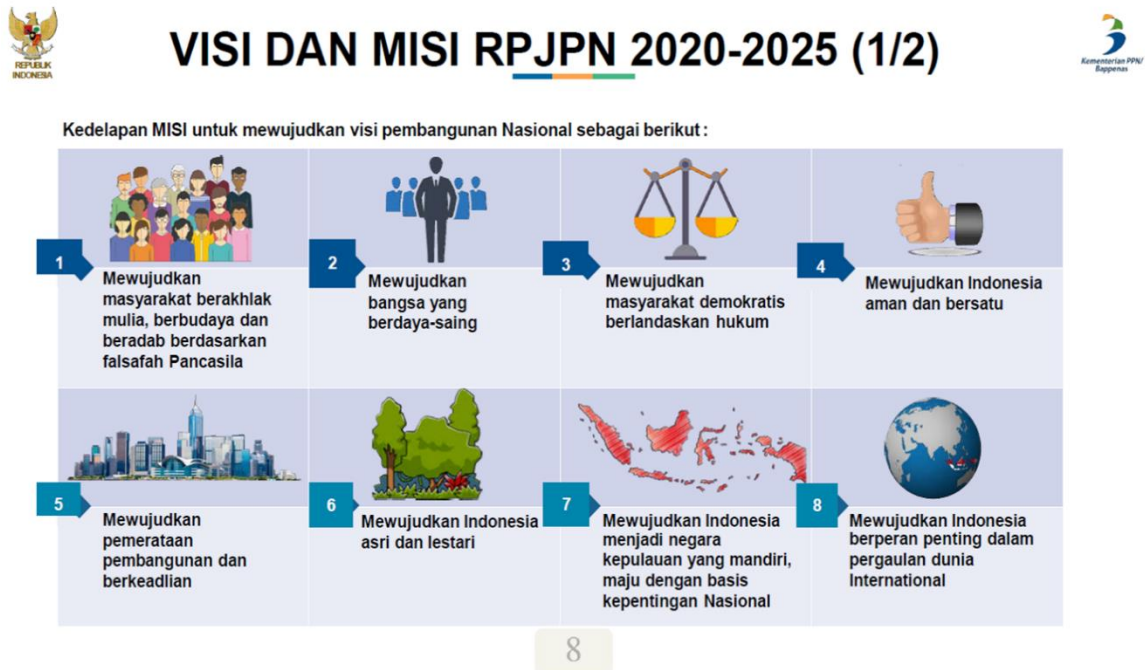 REPUBLIK
INDONESIA
VISI DAN MISI RPJPN 2020-2025 (1/2)
Kementerian PPN/
Bappenas
Kedelapan MISI untuk mewujudkan visi pembangunan Nasional sebagai berikut :
1
Mewujudkan
masyarakat berakhlak
mulia, berbudaya dan
beradab berdasarkan
falsafah Pancasila
2
Mewujudkan
bangsa yang
berdaya-saing
3
Mewujudkan
masyarakat demokratis
berlandaskan hukum
4
Mewujudkan Indonesia
aman dan bersatu
5
Mewujudkan
pemerataan
pembangunan dan
berkeadlian
6
Mewujudkan Indonesia
asri dan lestari
7
Mewujudkan Indonesia
menjadi negara
kepulauan yang mandiri,
maju dengan basis
kepentingan Nasional
8
Mewujudkan Indonesia
berperan penting dalam
pergaulan dunia
International
8